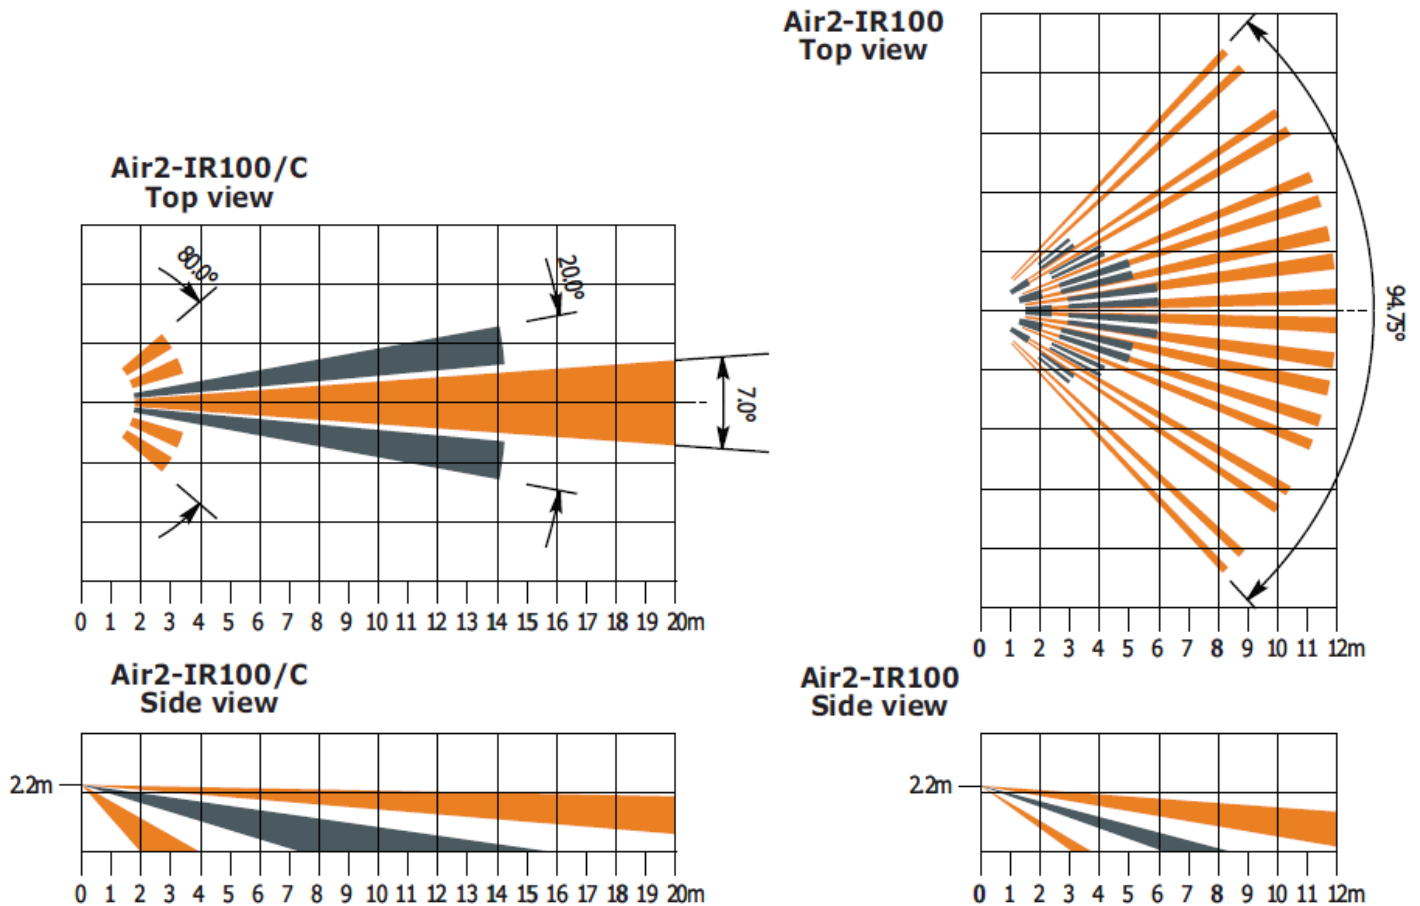 Air2-IR100/C
Top view
80.0º
20.0º
7.0º
0 1 2 3 4 5 6 7 8 9 10 11 12 13 14 15 16 17 18 19 20m
Air2-IR100
Top view
94.75º
0 1 2 3 4 5 6 7 8 9 10 11 12m
Air2-IR100/C
Side view
2.2m
0 1 2 3 4 5 6 7 8 9 10 11 12 13 14 15 16 17 18 19 20m
Air2-IR100
Side view
2.2m
0 1 2 3 4 5 6 7 8 9 10 11 12m